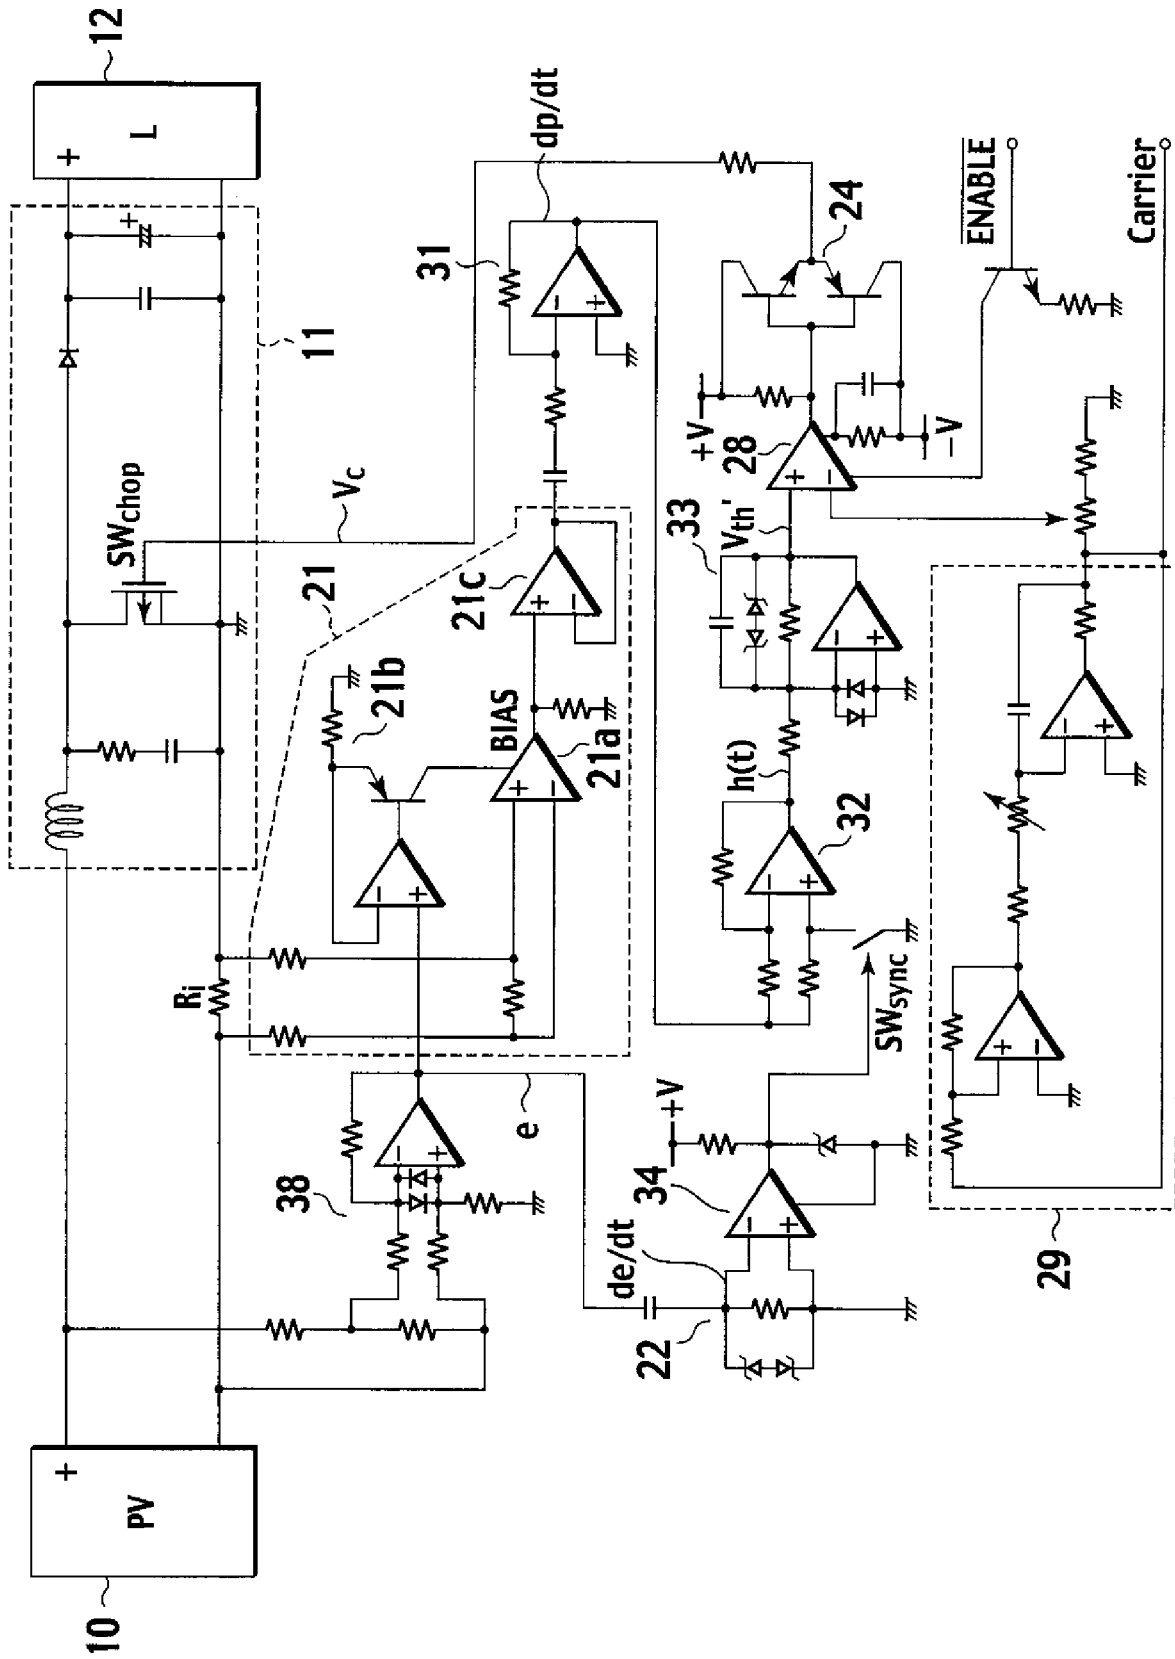 10
PV
+
12
L
+
+
11
SWchop
Vc
Ri
21
21b
BIAS
21a
21c
31
dp/dt
38
e
de/dt
22
34
+V
SWsync
32
h(t)
33
Vth'
28
+V
-V
24
ENABLE
Carrier
29
- +
- +
+ -
+ -
- +
- +
- +
- +
+ -
+ -
- +